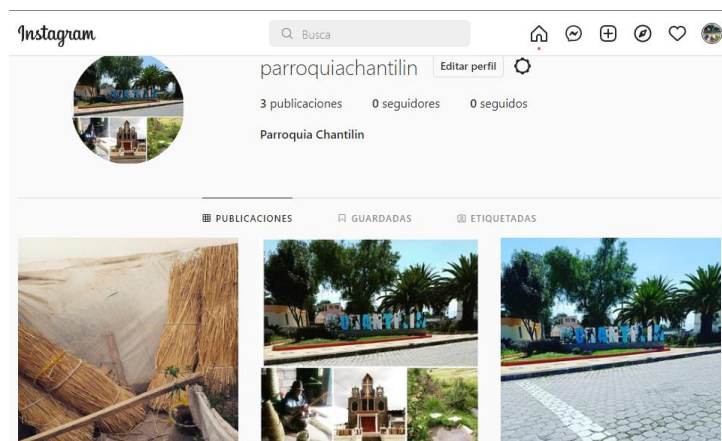 Instagram
Busca
parroquiachantilin Editar perfil
3 publicaciones 0 seguidores 0 seguidos
Parroquia Chantilin
PUBLICACIONES GUARDADAS ETIQUETADAS